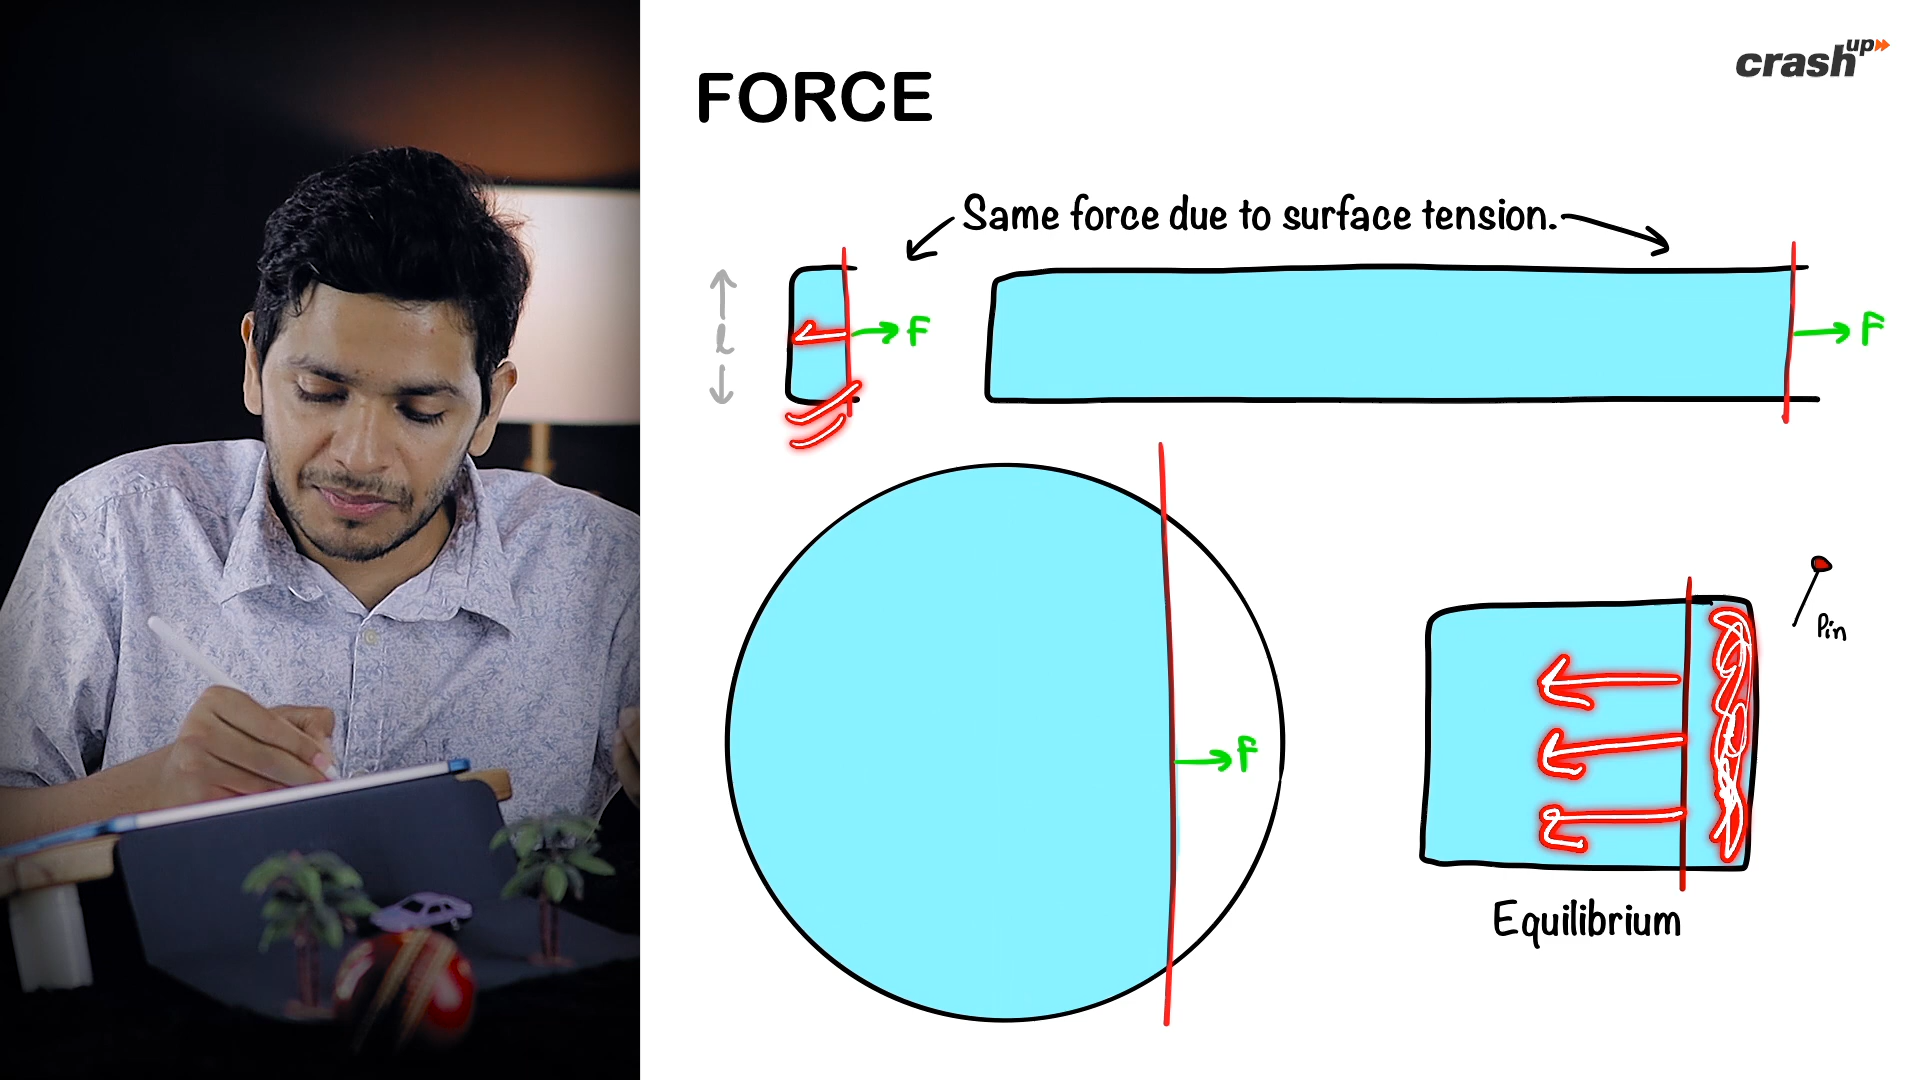 crash up
FORCE
Same force due to surface tension.
l
F
F
F
Pin
Equilibrium